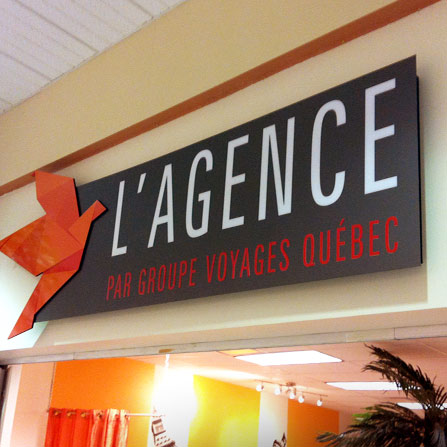 L'AGENCE
PAR GROUPE VOYAGES QUÉBEC